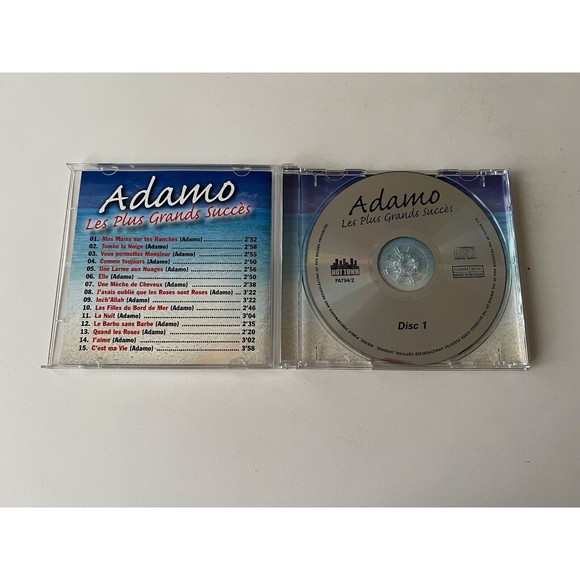 Adamo
Les Plus Grands Succès
01. Mes Mains sur tes Hanches (Adamo) 2'52
02. Tombe la Neige (Adamo) 2'58
03. Vous permettez Monsieur (Adamo) 2'55
04. Comme toujours (Adamo) 2'50
05. Une Larme aux Nuages (Adamo) 2'56
06. Elle (Adamo) 2'50
07. Une Mèche de Cheveux (Adamo) 2'38
08. J'avais oublié que les Roses sont Roses (Adamo) 3'22
09. Inch'Allah (Adamo) 3'22
10. Les Filles du Bord de Mer (Adamo) 2'46
11. La Nuit (Adamo) 3'04
12. Le Barbu sans Barbe (Adamo) 2'35
13. Quand les Roses (Adamo) 2'20
14. J'aime (Adamo) 3'02
15. C'est ma Vie (Adamo) 3'58
Adamo
Les Plus Grands Succès
HOT TOWN
PA794/2
Disc 1